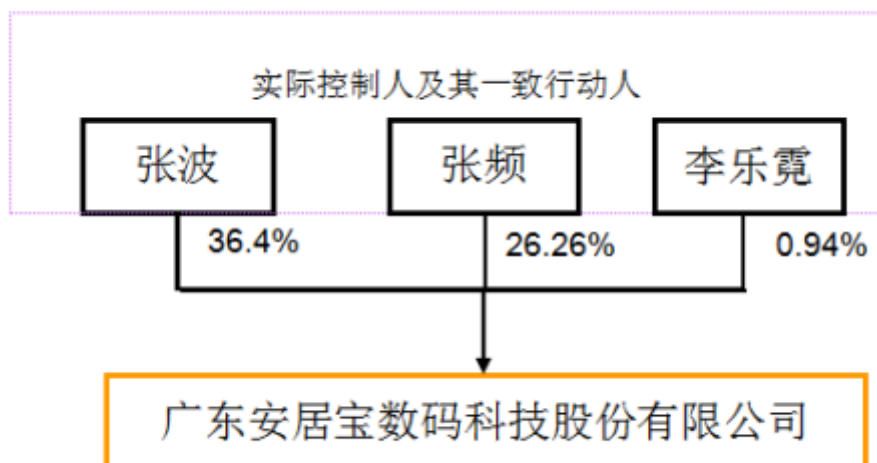 实际控制人及其一致行动人
张波
张频
李乐霓
36.4%
26.26%
0.94%
广东安居宝数码科技股份有限公司